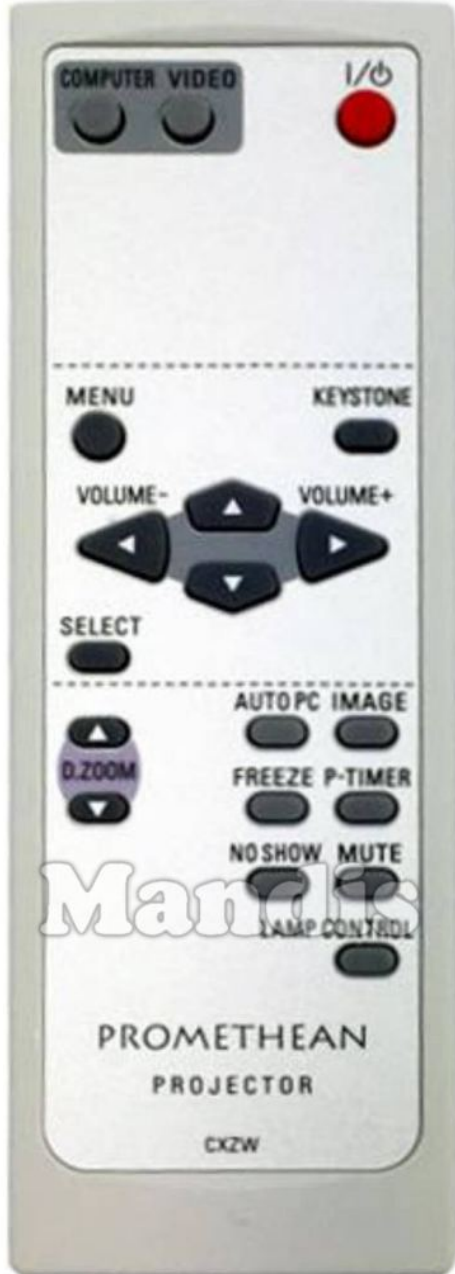 COMPUTER VIDEO I/⏻
MENU KEYSTONE
VOLUME- VOLUME+
SELECT
AUTO PC IMAGE
D.ZOOM
FREEZE P-TIMER
NO SHOW MUTE
Mandis
LAMP CONTROL
PROMETHEAN
PROJECTOR
CXZW